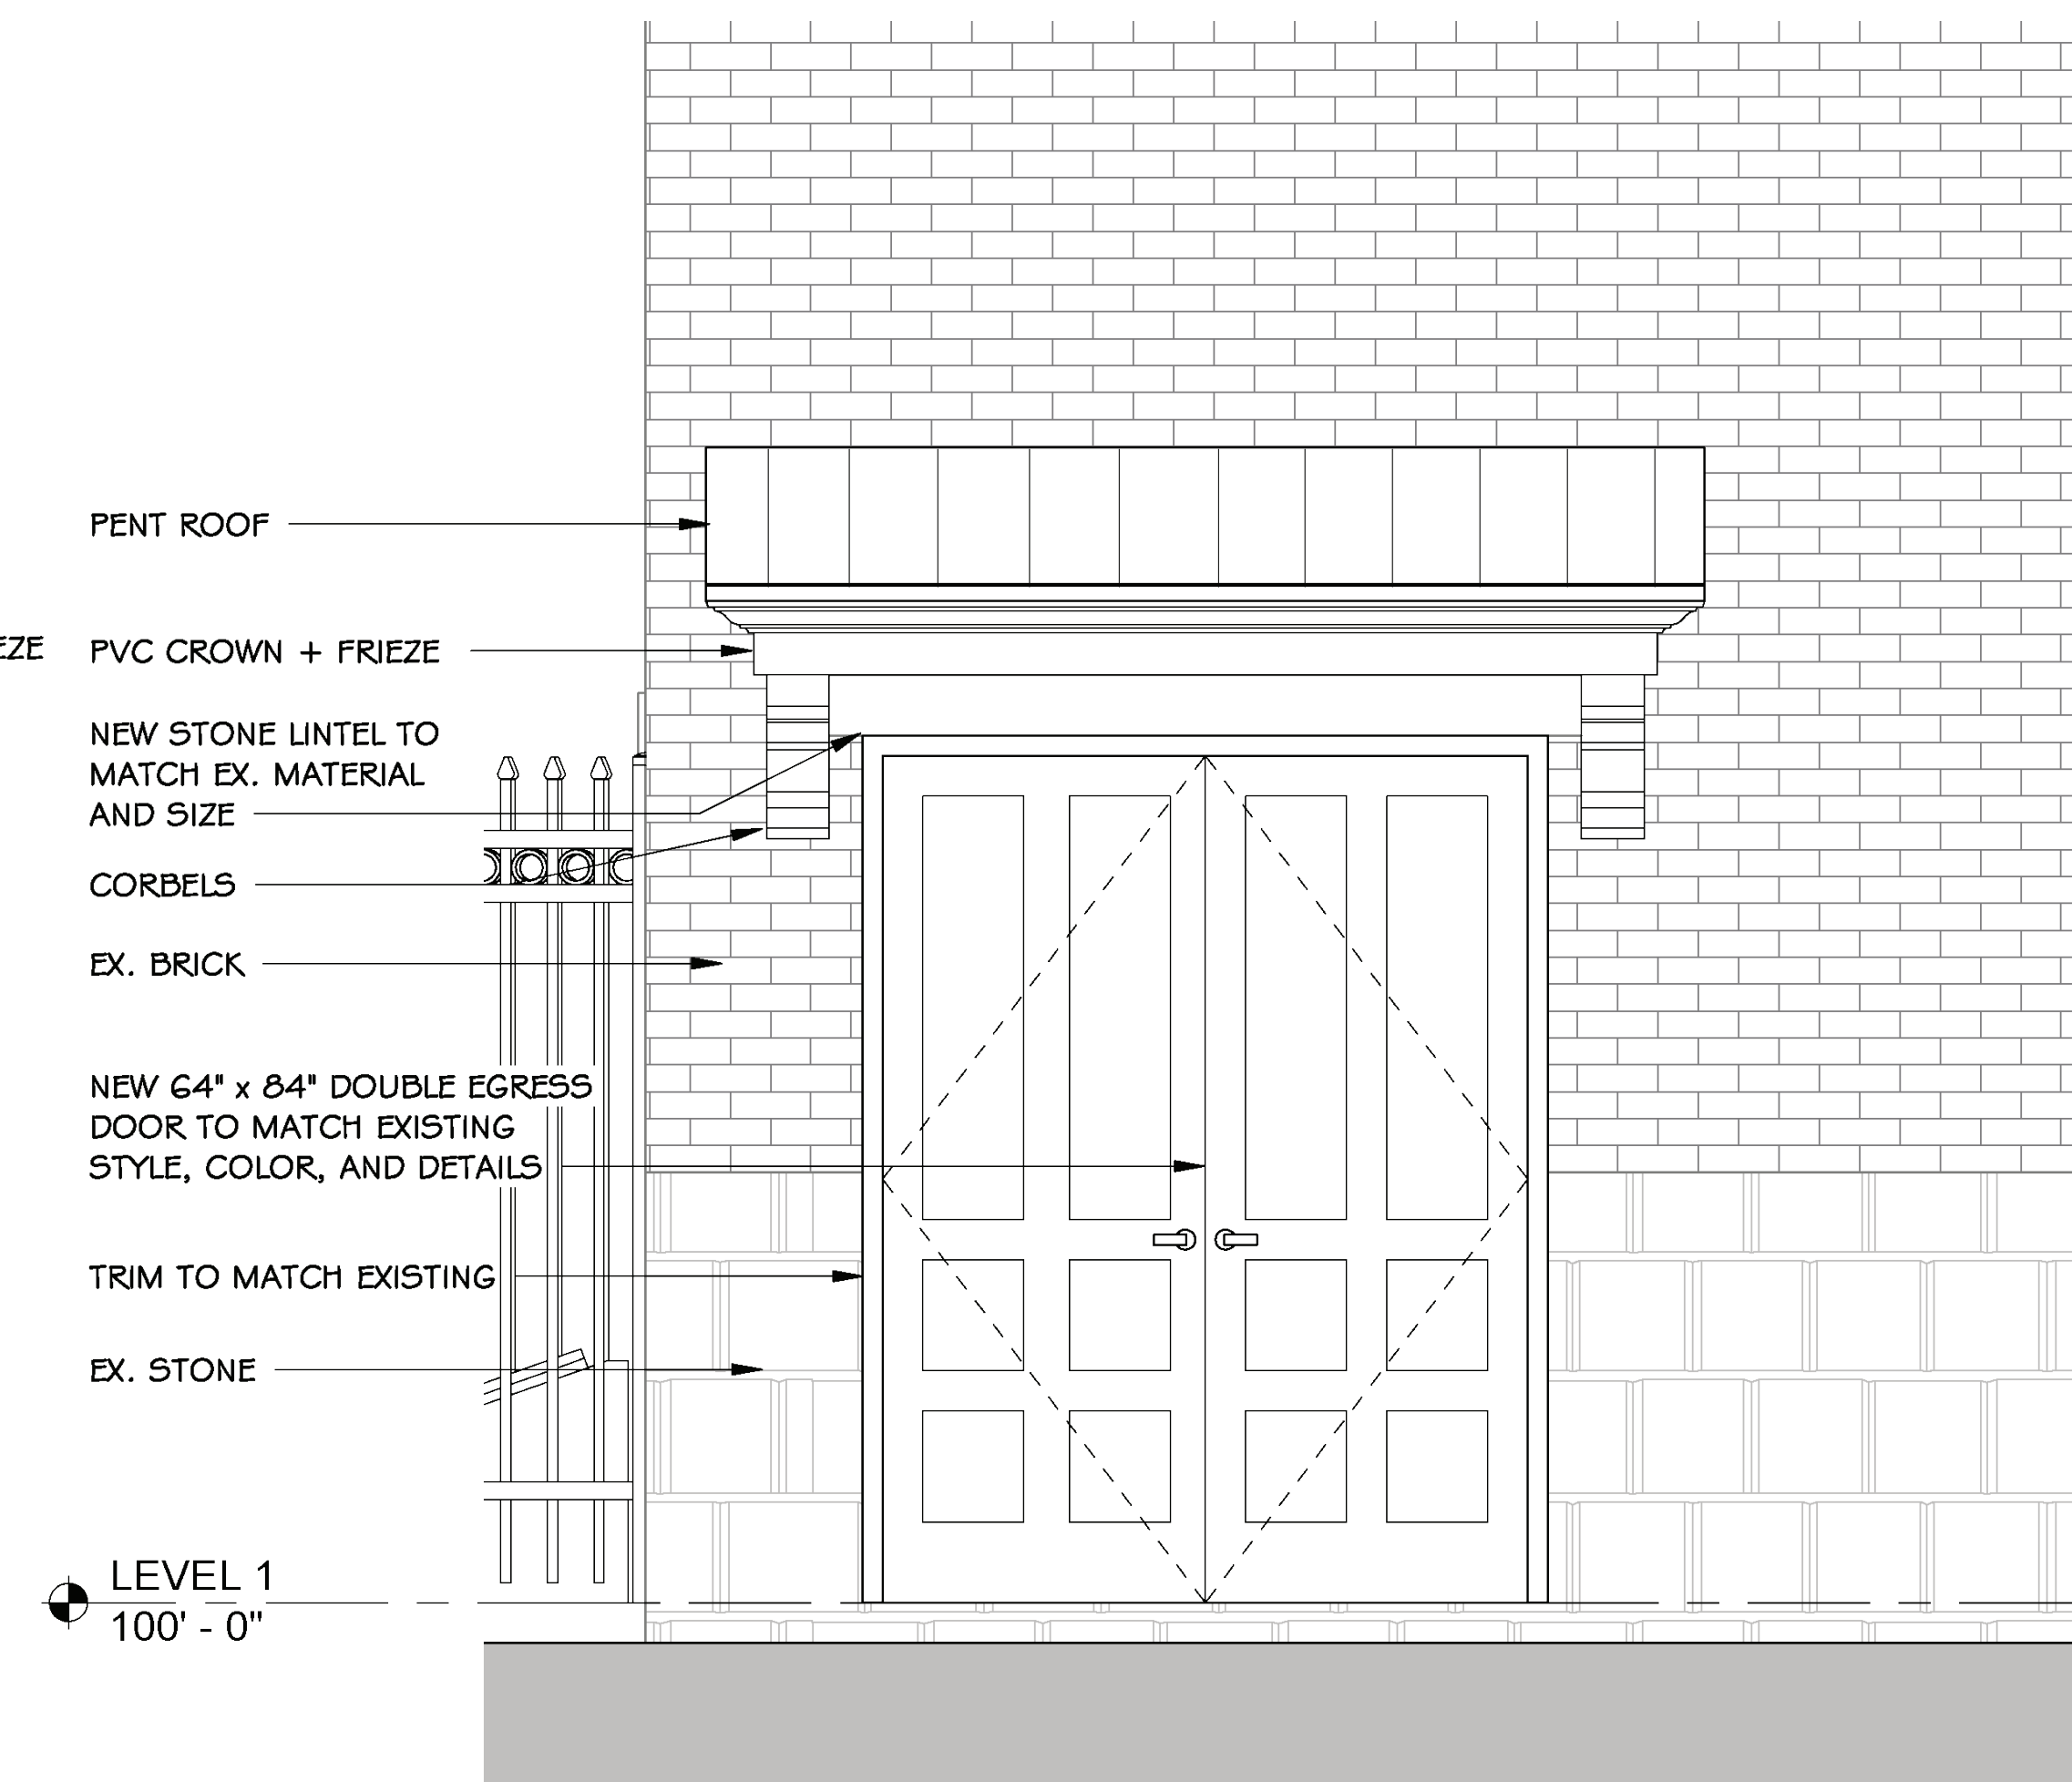 PENT ROOF
EZE
PVC CROWN + FRIEZE
NEW STONE LINTEL TO
MATCH EX. MATERIAL
AND SIZE
CORBELS
EX. BRICK
NEW 64" x 84" DOUBLE EGRESS
DOOR TO MATCH EXISTING
STYLE, COLOR, AND DETAILS
TRIM TO MATCH EXISTING
EX. STONE
LEVEL 1
100' - 0"